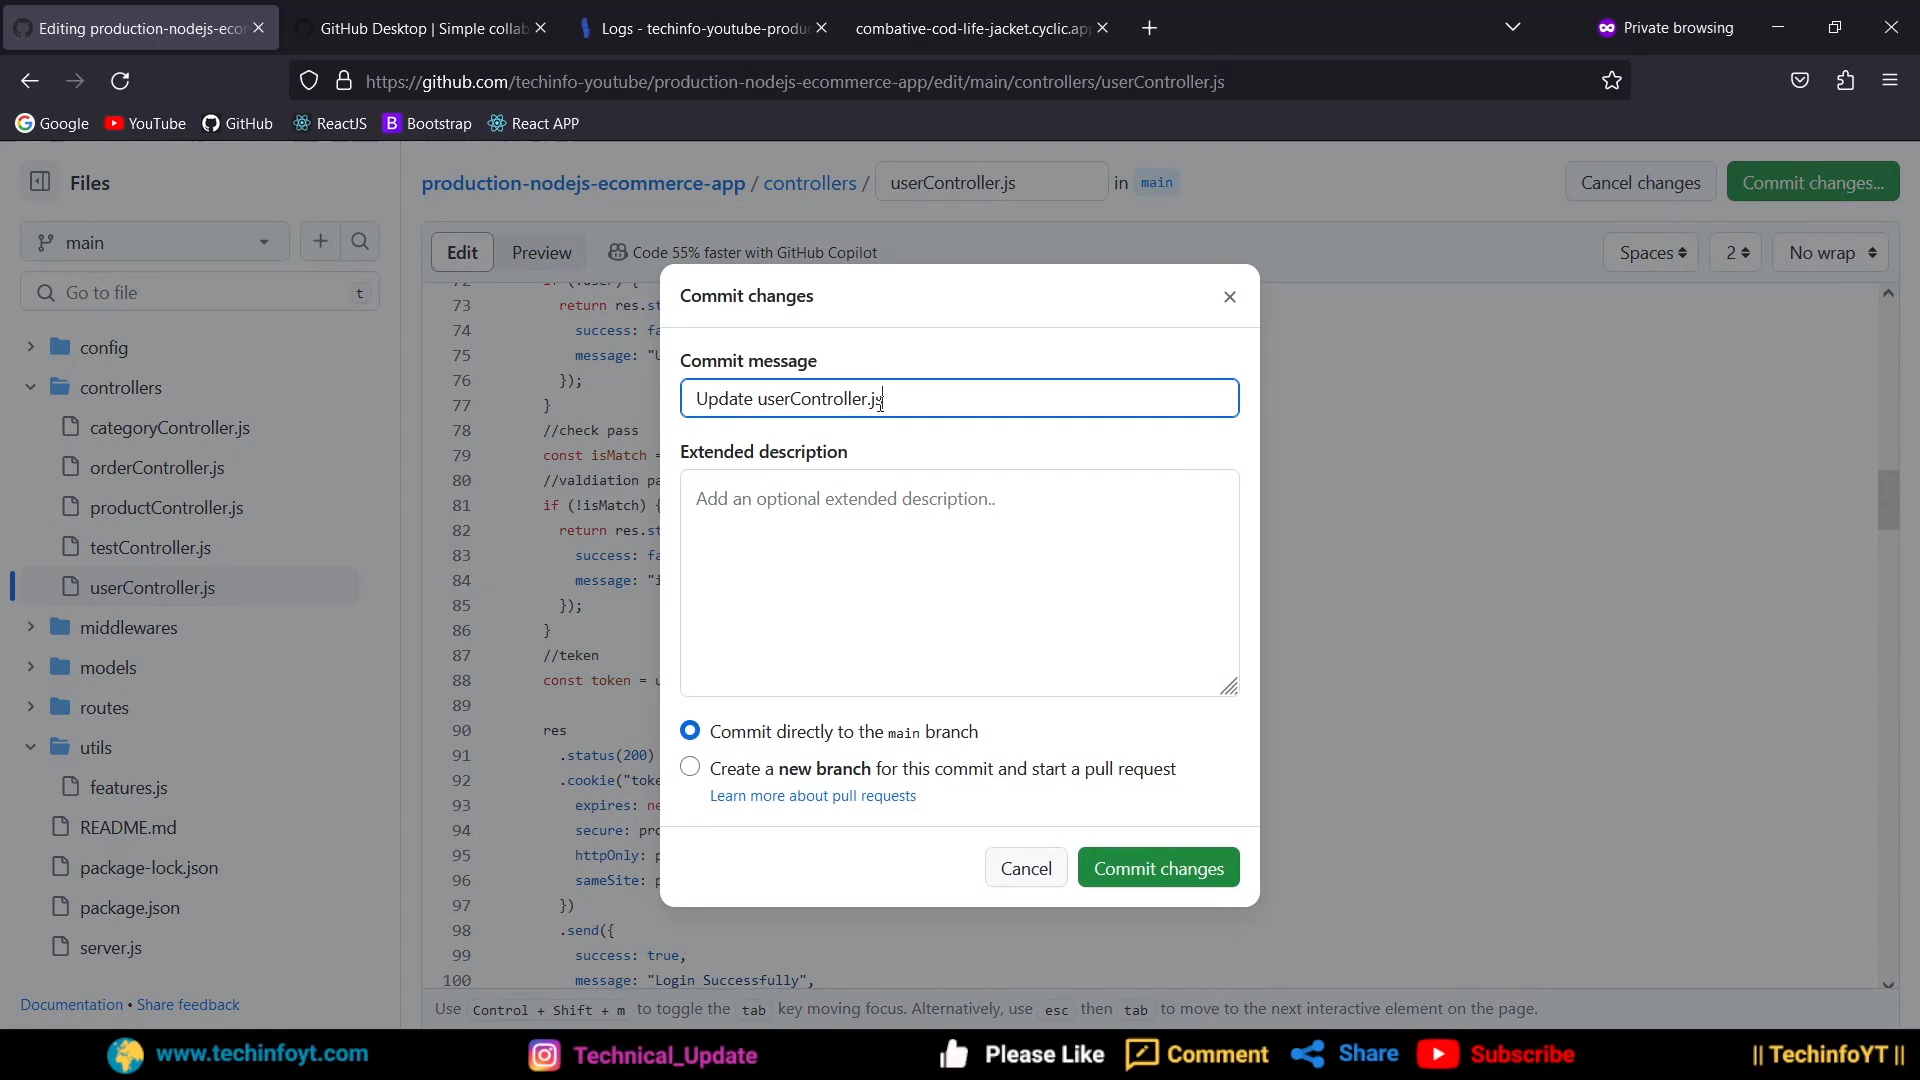 Editing production-nodejs-ecor
GitHub Desktop | Simple collab
Logs - techinfo-youtube-produ
combative-cod-life-jacket.cyclic.ap
Private browsing
https://github.com/techinfo-youtube/production-nodejs-ecommerce-app/edit/main/controllers/userController.js
Google
YouTube
GitHub
ReactJS
Bootstrap
React APP
Files
production-nodejs-ecommerce-app / controllers / userController.js in main
Cancel changes
Commit changes...
main
Edit
Preview
Code 55% faster with GitHub Copilot
Spaces
2
No wrap
Go to file
t
config
controllers
categoryController.js
orderController.js
productController.js
testController.js
userController.js
middlewares
models
routes
utils
features.js
README.md
package-lock.json
package.json
server.js
Documentation • Share feedback
73 return res.st
74 success: fa
75 message: "U
76 });
77 }
78 //check pass
79 const isMatch =
80 //valdiation pa
81 if (!isMatch) {
82 return res.st
83 success: fa
84 message: "i
85 });
86 }
87 //teken
88 const token = u
89
90 res
91 .status(200)
92 .cookie("toke
93 expires: ne
94 secure: pro
95 httpOnly: p
96 sameSite: p
97 })
98 .send({
99 success: true,
100 message: "Login Successfully",
Commit changes
Commit message
Update userController.js
Extended description
Add an optional extended description..
Commit directly to the main branch
Create a new branch for this commit and start a pull request
Learn more about pull requests
Cancel
Commit changes
Use Control + Shift + m to toggle the tab key moving focus. Alternatively, use esc then tab to move to the next interactive element on the page.
www.techinfoyt.com
Technical_Update
Please Like
Comment
Share
Subscribe
|| TechinfoYT ||